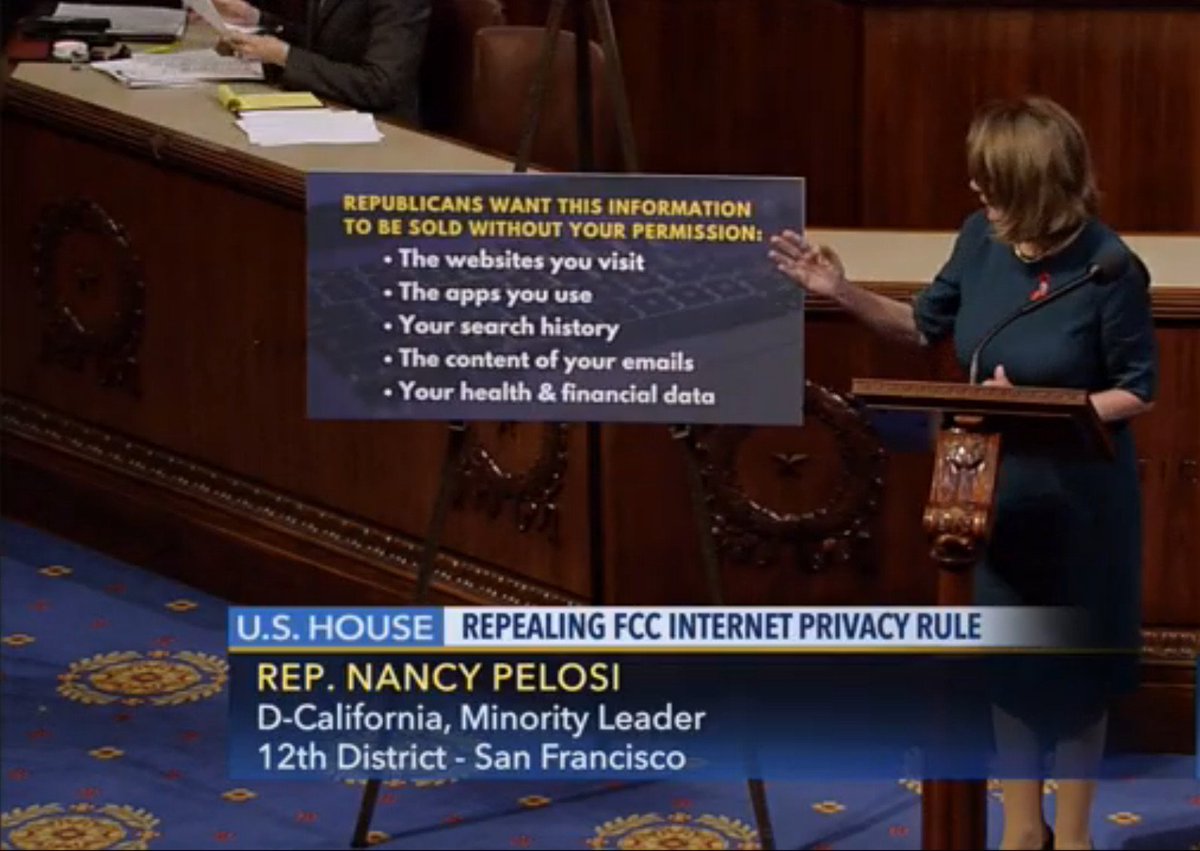 REPUBLICANS WANT THIS INFORMATION
TO BE SOLD WITHOUT YOUR PERMISSION:
• The websites you visit
• The apps you use
• Your search history
• The content of your emails
• Your health & financial data
U.S. HOUSE REPEALING FCC INTERNET PRIVACY RULE
REP. NANCY PELOSI
D-California, Minority Leader
12th District - San Francisco